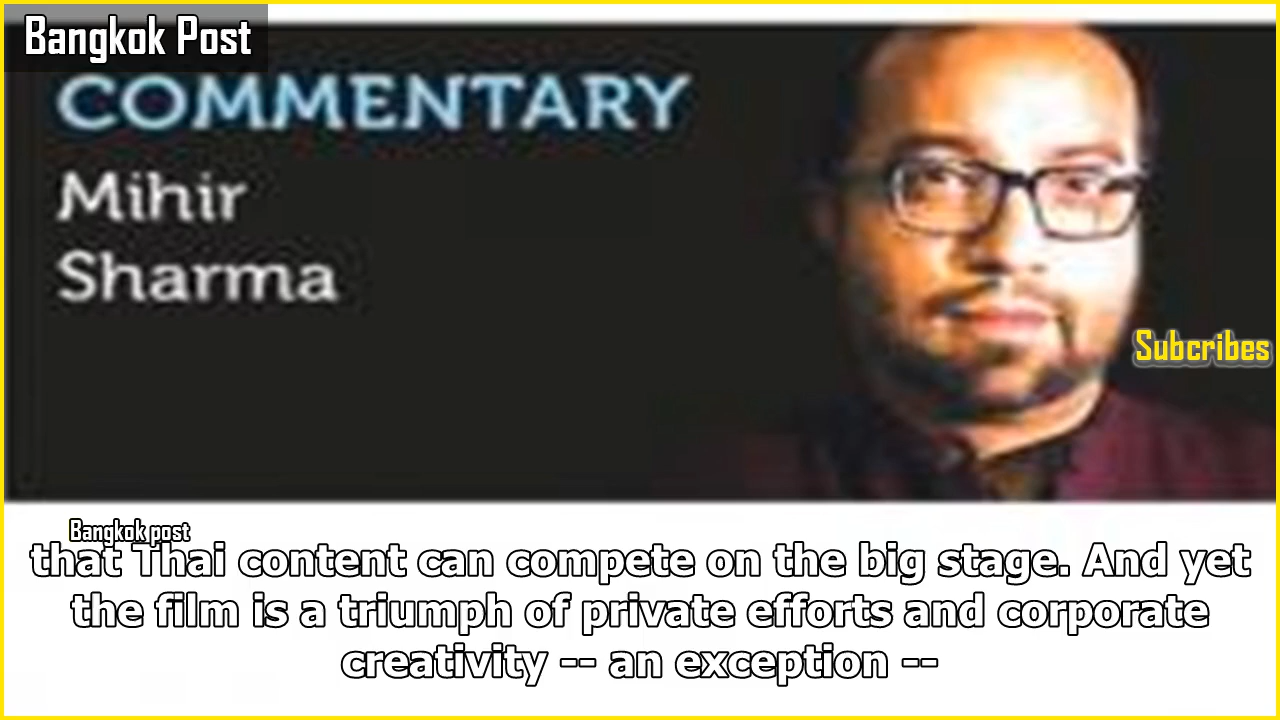 Bangkok Post
COMMENTARY
Mihir
Sharma
Subcribes
Bangkok post
that Thai content can compete on the big stage. And yet
the film is a triumph of private efforts and corporate
creativity -- an exception --